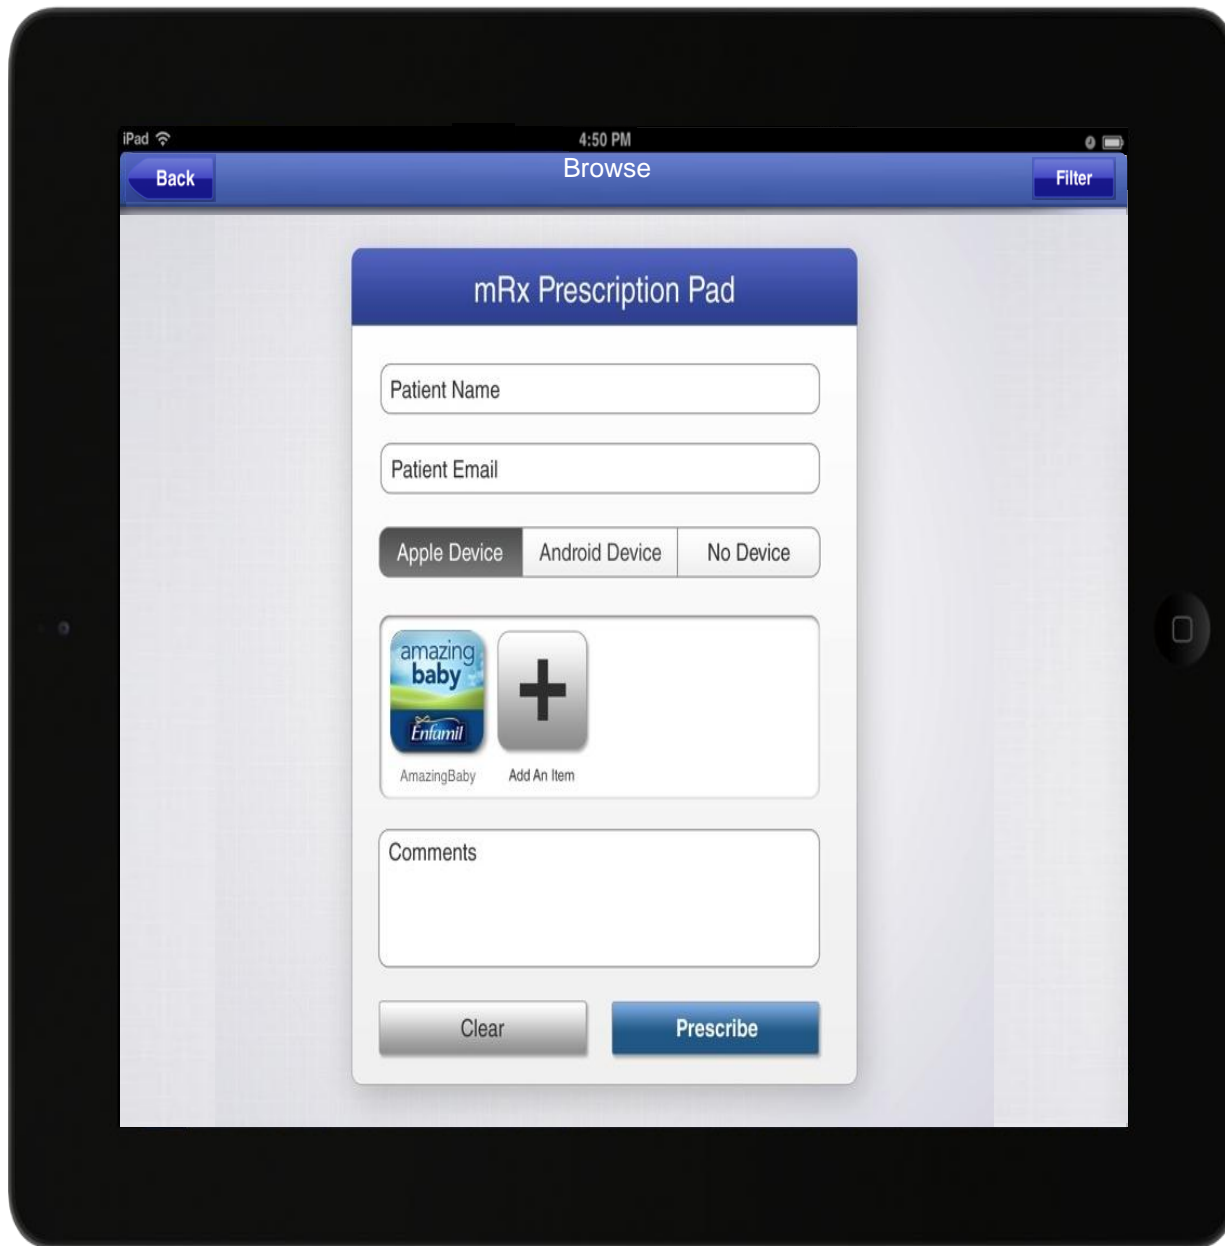 iPad 4:50 PM
Back Browse Filter
mRx Prescription Pad
Patient Name
Patient Email
Apple Device Android Device No Device
amazing
baby
Enfamil
AmazingBaby Add An Item
Comments
Clear Prescribe